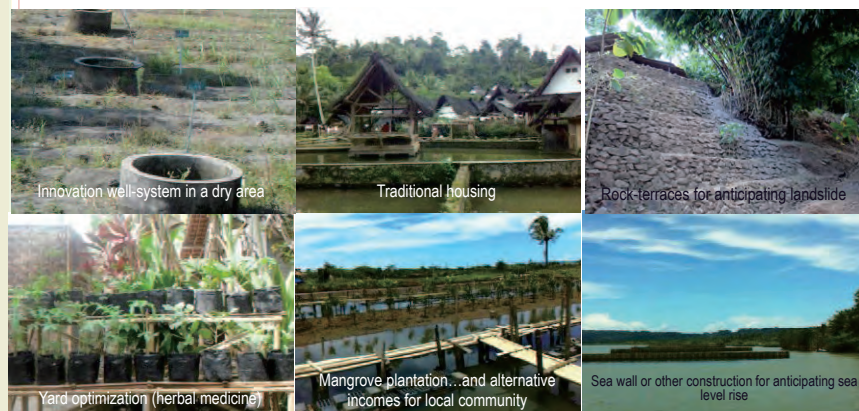 Innovation well-system in a dry area
Traditional housing
Rock-terraces for anticipating landslide
Yard optimization (herbal medicine)
Mangrove plantation…and alternative
incomes for local community
Sea wall or other construction for anticipating sea
level rise